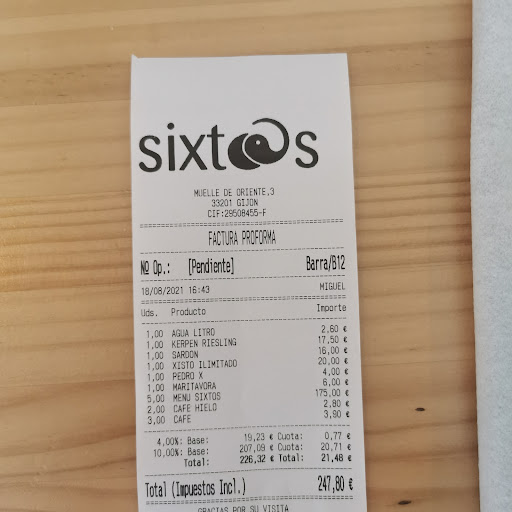 sixtos
MUELLE DE ORIENTE,3
33201 GIJON
CIF:29508455-F
FACTURA PROFORMA
Nº Op.: [Pendiente] Barra/B12
18/08/2021 16:43 MIGUEL
Uds. Producto Importe
1,00 AGUA LITRO 2,60 €
1,00 KERPEN RIESLING 17,50 €
1,00 SARDON 16,00 €
1,00 XISTO ILIMITADO 20,00 €
1,00 PEDRO X 4,00 €
1,00 MARITAVORA 6,00 €
5,00 MENU SIXTOS 175,00 €
2,00 CAFE HIELO 2,80 €
3,00 CAFE 3,90 €
4,00%: Base: 19,23 € Cuota: 0,77 €
10,00%: Base: 207,09 € Cuota: 20,71 €
Total: 226,32 € Total: 21,48 €
Total (Impuestos Incl.) 247,80 €
GRACIAS POR SU VISITA